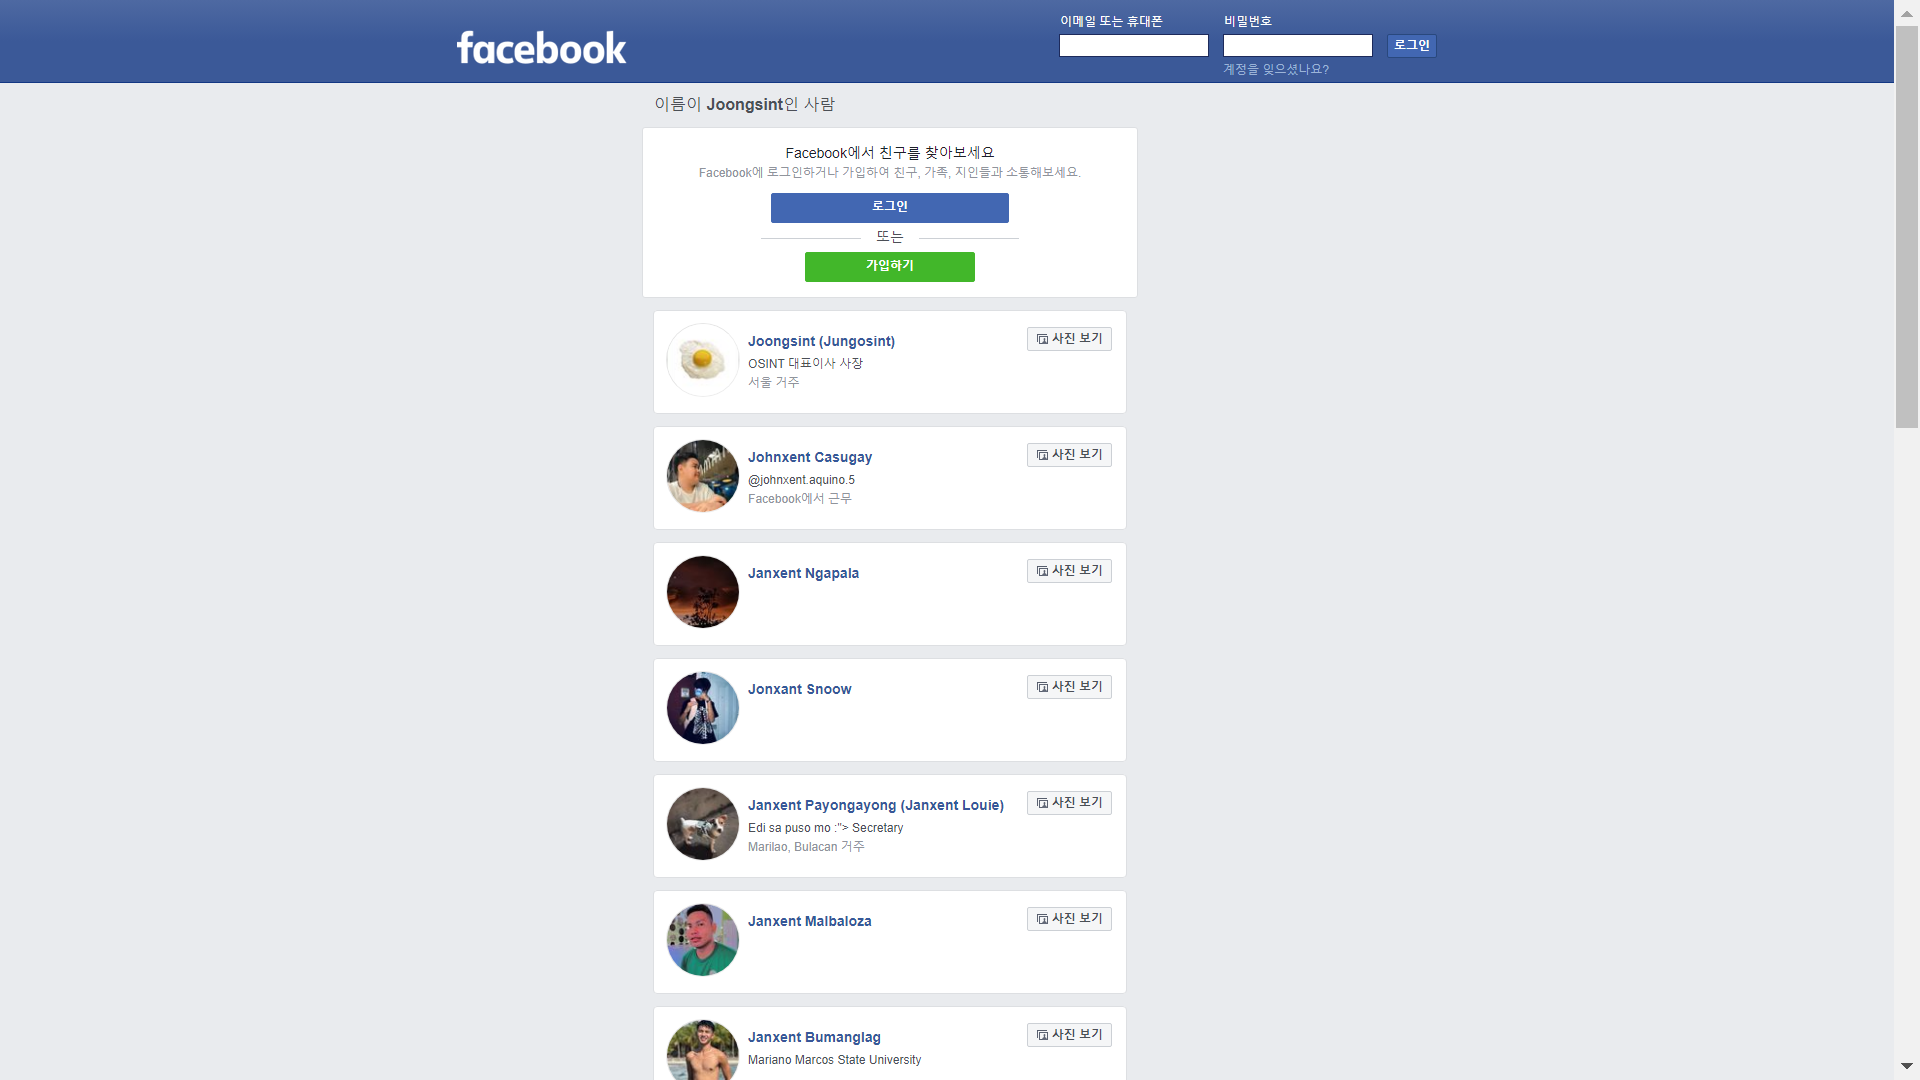 facebook
이메일 또는 휴대폰
비밀번호
로그인
계정을 잊으셨나요?
이름이 Joongsint인 사람
Facebook에서 친구를 찾아보세요
Facebook에 로그인하거나 가입하여 친구, 가족, 지인들과 소통해보세요.
로그인
또는
가입하기
Joongsint (Jungosint)
사진 보기
OSINT 대표이사 사장
서울 거주
Johnxent Casugay
사진 보기
@johnxent.aquino.5
Facebook에서 근무
Janxent Ngapala
사진 보기
Jonxant Snoow
사진 보기
Janxent Payongayong (Janxent Louie)
사진 보기
Edi sa puso mo :"> Secretary
Marilao, Bulacan 거주
Janxent Malbaloza
사진 보기
Janxent Bumanglag
사진 보기
Mariano Marcos State University